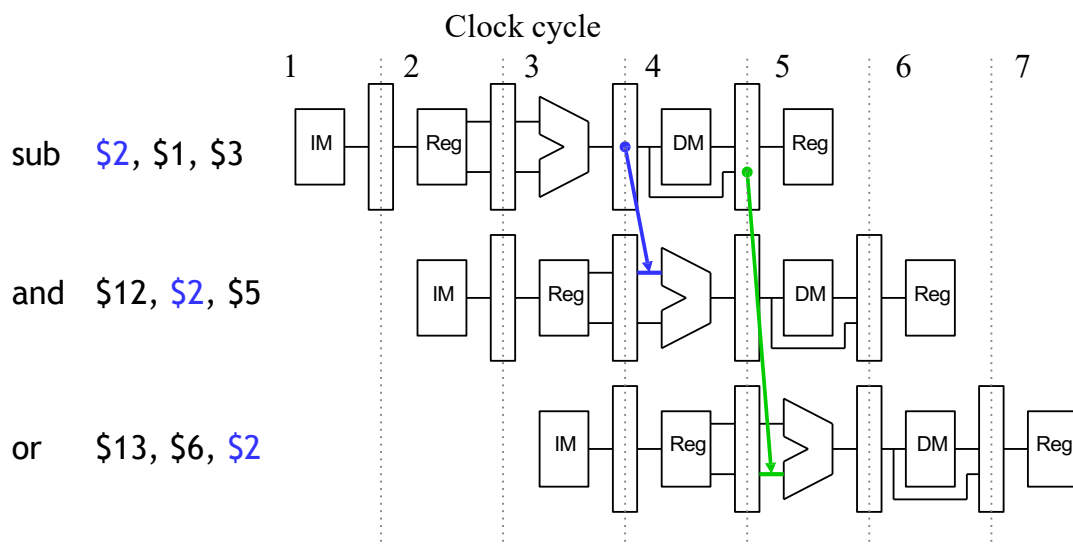 Clock cycle
1 2 3 4 5 6 7
sub $2, $1, $3 IM Reg DM Reg
and $12, $2, $5 IM Reg DM Reg
or $13, $6, $2 IM Reg DM Reg